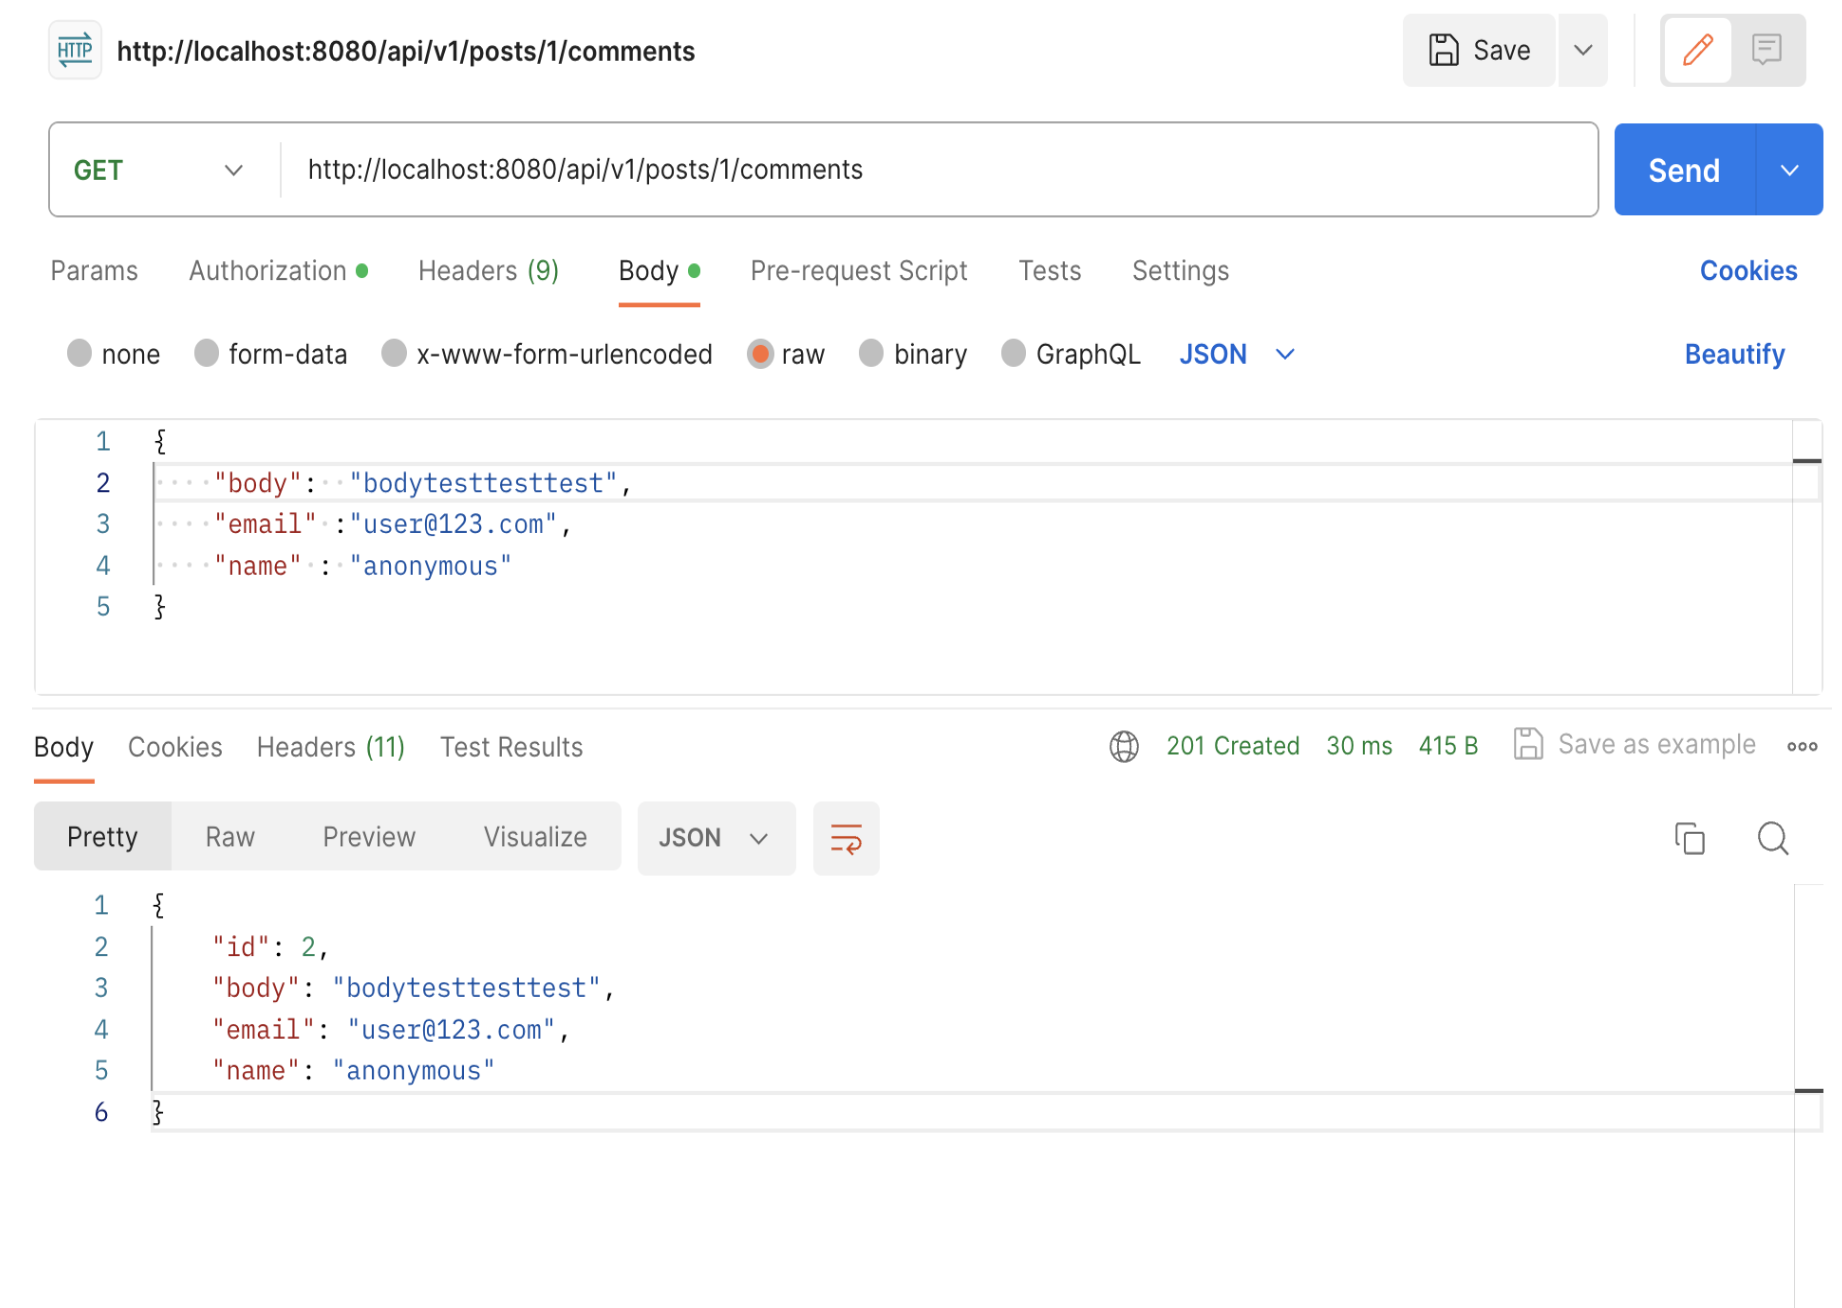 HTTP http://localhost:8080/api/v1/posts/1/comments Save
GET http://localhost:8080/api/v1/posts/1/comments Send
Params Authorization Headers (9) Body Pre-request Script Tests Settings Cookies
none form-data x-www-form-urlencoded raw binary GraphQL JSON Beautify
1 {
2 "body": "bodytesttesttest",
3 "email" :"user@123.com",
4 "name" : "anonymous"
5 }
Body Cookies Headers (11) Test Results 201 Created 30 ms 415 B Save as example
Pretty Raw Preview Visualize JSON
1 {
2 "id": 2,
3 "body": "bodytesttesttest",
4 "email": "user@123.com",
5 "name": "anonymous"
6 }